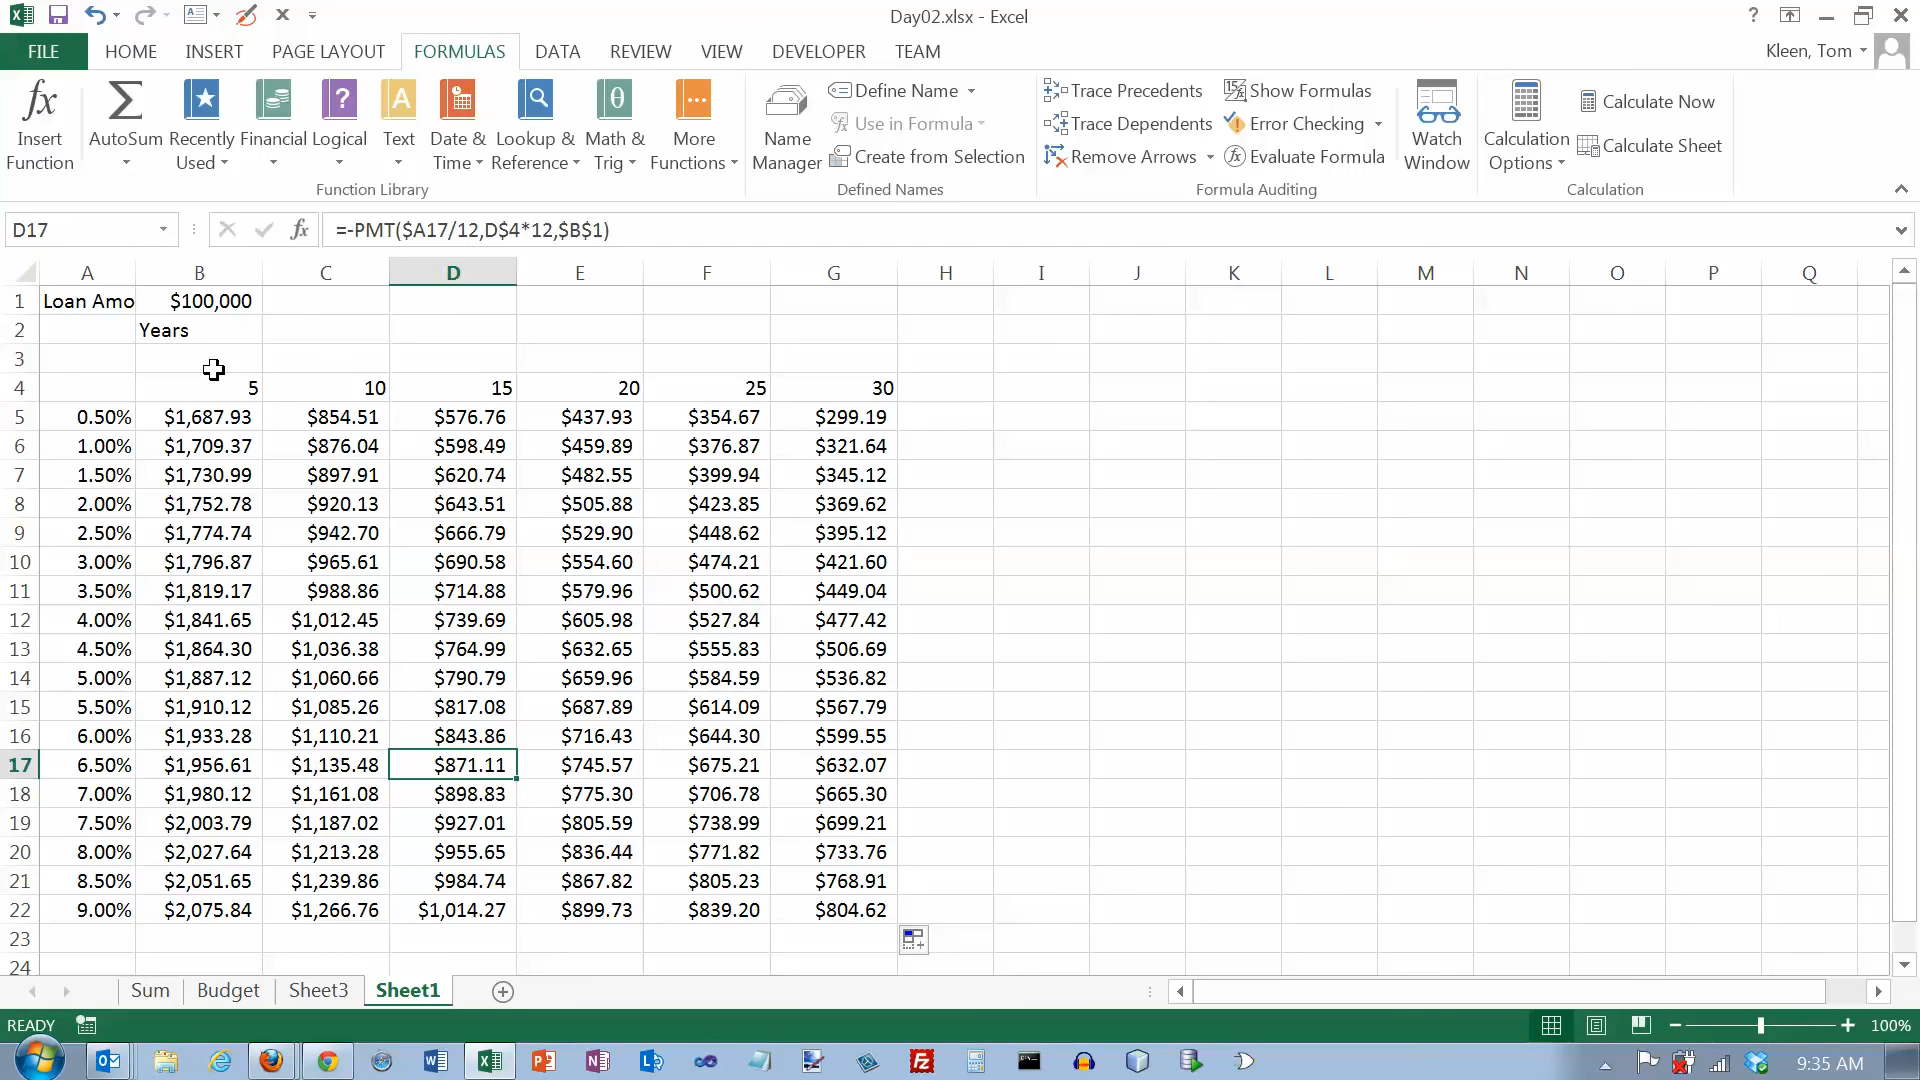 Day02.xlsx - Excel
FILE HOME INSERT PAGE LAYOUT FORMULAS DATA REVIEW VIEW DEVELOPER TEAM Kleen, Tom
Insert Function
AutoSum
Recently Used
Financial
Logical
Text
Date & Time
Lookup & Reference
Math & Trig
More Functions
Function Library
Name Manager
Define Name
Use in Formula
Create from Selection
Defined Names
Trace Precedents
Trace Dependents
Remove Arrows
Show Formulas
Error Checking
Evaluate Formula
Formula Auditing
Watch Window
Calculation Options
Calculate Now
Calculate Sheet
Calculation
D17 fx =-PMT($A17/12,D$4*12,$B$1)
A B C D E F G H I J K L M N O P Q
1 Loan Amo $100,000
2 Years
3
4 5 10 15 20 25 30
5 0.50% $1,687.93 $854.51 $576.76 $437.93 $354.67 $299.19
6 1.00% $1,709.37 $876.04 $598.49 $459.89 $376.87 $321.64
7 1.50% $1,730.99 $897.91 $620.74 $482.55 $399.94 $345.12
8 2.00% $1,752.78 $920.13 $643.51 $505.88 $423.85 $369.62
9 2.50% $1,774.74 $942.70 $666.79 $529.90 $448.62 $395.12
10 3.00% $1,796.87 $965.61 $690.58 $554.60 $474.21 $421.60
11 3.50% $1,819.17 $988.86 $714.88 $579.96 $500.62 $449.04
12 4.00% $1,841.65 $1,012.45 $739.69 $605.98 $527.84 $477.42
13 4.50% $1,864.30 $1,036.38 $764.99 $632.65 $555.83 $506.69
14 5.00% $1,887.12 $1,060.66 $790.79 $659.96 $584.59 $536.82
15 5.50% $1,910.12 $1,085.26 $817.08 $687.89 $614.09 $567.79
16 6.00% $1,933.28 $1,110.21 $843.86 $716.43 $644.30 $599.55
17 6.50% $1,956.61 $1,135.48 $871.11 $745.57 $675.21 $632.07
18 7.00% $1,980.12 $1,161.08 $898.83 $775.30 $706.78 $665.30
19 7.50% $2,003.79 $1,187.02 $927.01 $805.59 $738.99 $699.21
20 8.00% $2,027.64 $1,213.28 $955.65 $836.44 $771.82 $733.76
21 8.50% $2,051.65 $1,239.86 $984.74 $867.82 $805.23 $768.91
22 9.00% $2,075.84 $1,266.76 $1,014.27 $899.73 $839.20 $804.62
23
24
Sum Budget Sheet3 Sheet1
READY 100%
9:35 AM